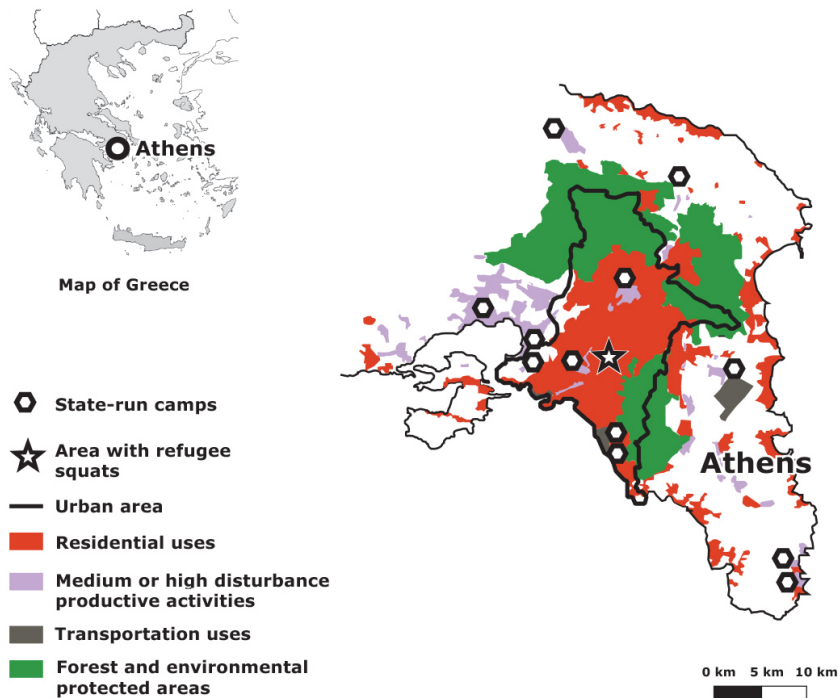 Athens
Map of Greece
State-run camps
Area with refugee
squats
Urban area
Residential uses
Medium or high disturbance
productive activities
Transportation uses
Forest and environmental
protected areas
Athens
0 km 5 km 10 km